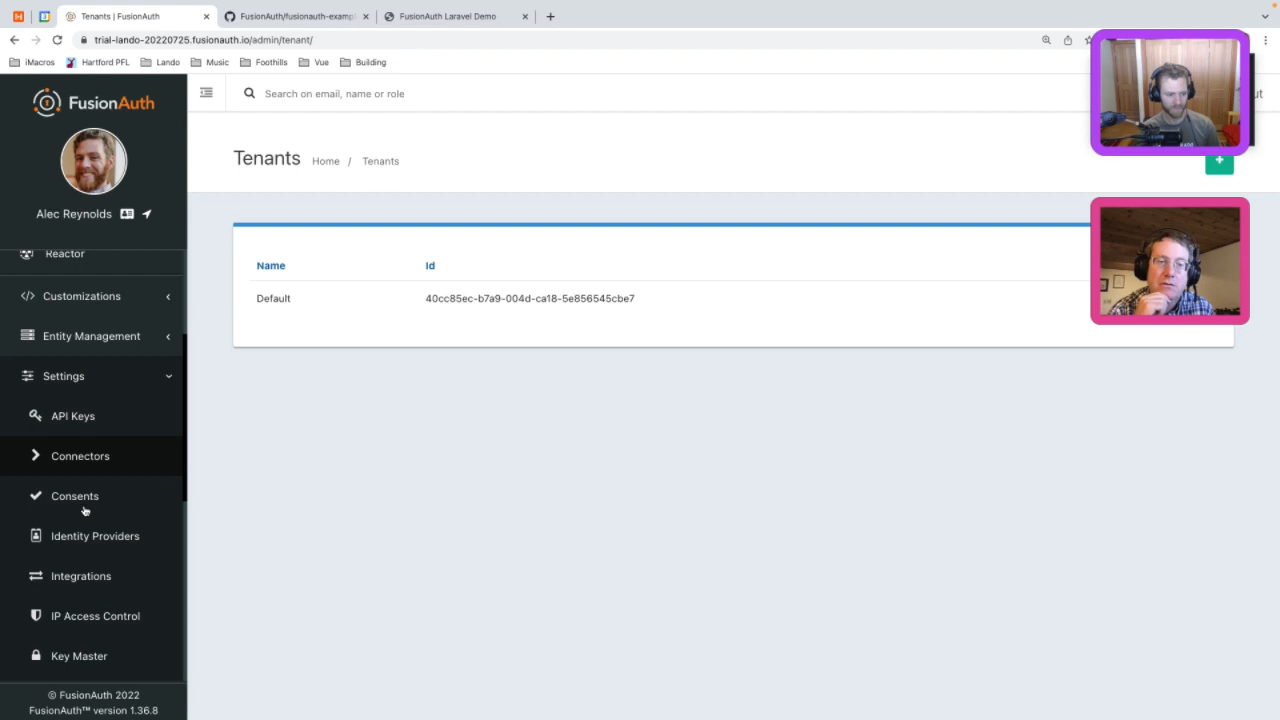 Tenants | FusionAuth
FusionAuth/fusionauth-exampl
FusionAuth Laravel Demo
trial-lando-20220725.fusionauth.io/admin/tenant/
iMacros
Hartford PFL
Lando
Music
Foothills
Vue
Building
FusionAuth
Search on email, name or role
ut
Alec Reynolds
Tenants
Home / Tenants
Reactor
Customizations
Entity Management
Settings
API Keys
Connectors
Consents
Identity Providers
Integrations
IP Access Control
Key Master
Name Id
Default 40cc85ec-b7a9-004d-ca18-5e856545cbe7
© FusionAuth 2022
FusionAuth™ version 1.36.8